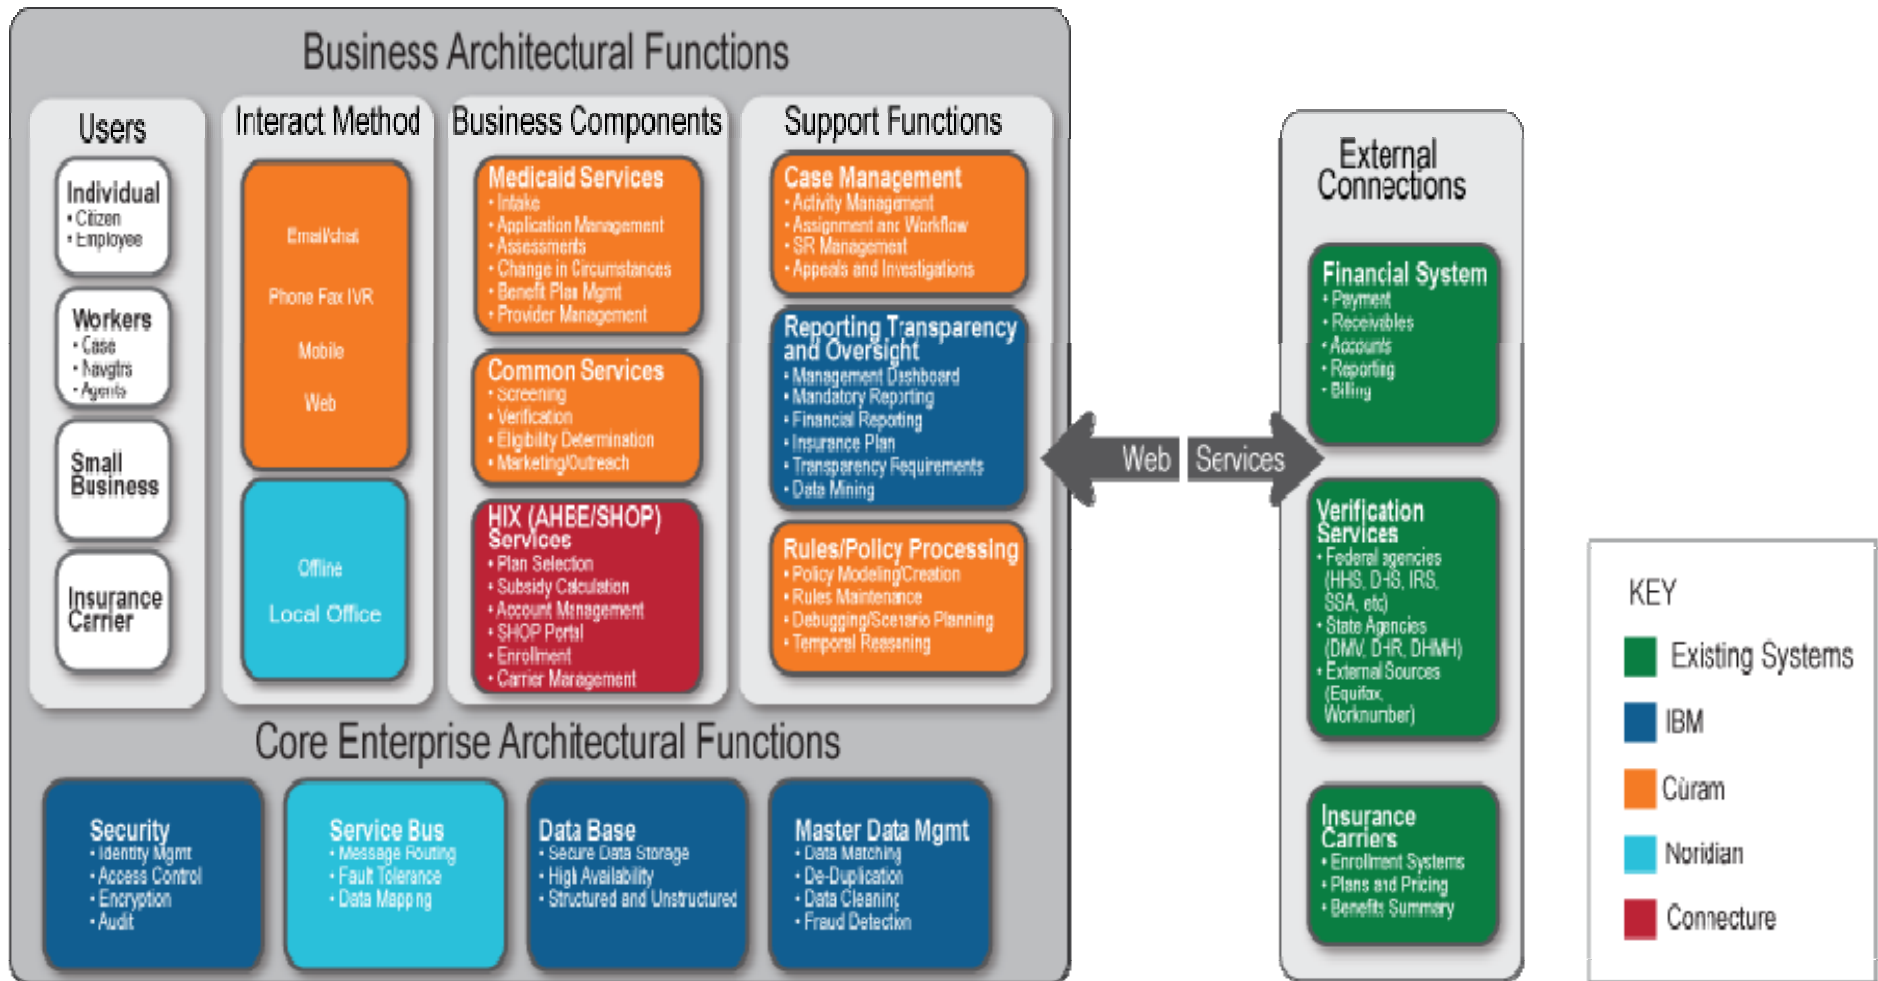 Business Architectural Functions
Users
Individual
• Citizen
• Employee
Workers
• Case
• Navgtrs
• Agents
Small
Business
Insurance
Carrier
Interact Method
Email/chat
Phone Fax IVR
Mobile
Web
Offline
Local Office
Business Components
Medicaid Services
• Intake
• Application Management
• Assessments
• Change in Circumstances
• Benefit Plan Mgmt
• Provider Management
Common Services
• Screening
• Verification
• Eligibility Determination
• Marketing/Outreach
HIX (AHBE/SHOP)
Services
• Plan Selection
• Subsidy Calculation
• Account Management
• SHOP Portal
• Enrollment
• Carrier Management
Support Functions
Case Management
• Activity Management
• Assignment and Workflow
• SR Management
• Appeals and Investigations
Reporting Transparency
and Oversight
• Management Dashboard
• Mandatory Reporting
• Financial Reporting
• Insurance Plan
• Transparency Requirements
• Data Mining
Rules/Policy Processing
• Policy Modeling/Creation
• Rules Maintenance
• Debugging/Scenario Planning
• Temporal Reasoning
Core Enterprise Architectural Functions
Security
• Identity Mgmt
• Access Control
• Encryption
• Audit
Service Bus
• Message Routing
• Fault Tolerance
• Data Mapping
Data Base
• Secure Data Storage
• High Availability
• Structured and Unstructured
Master Data Mgmt
• Data Matching
• De-Duplication
• Data Cleaning
• Fraud Detection
Web Services
External
Connections
Financial System
• Payment
• Receivables
• Accounts
• Reporting
• Billing
Verification
Services
• Federal agencies
(HHS, DHS, IRS,
SSA, etc)
• State Agencies
(DMV, DHR, DHMH)
• External Sources
(Equifax,
Worknumber)
Insurance
Carriers
• Enrollment Systems
• Plans and Pricing
• Benefits Summary
KEY
Existing Systems
IBM
Cúram
Noridian
Connecture